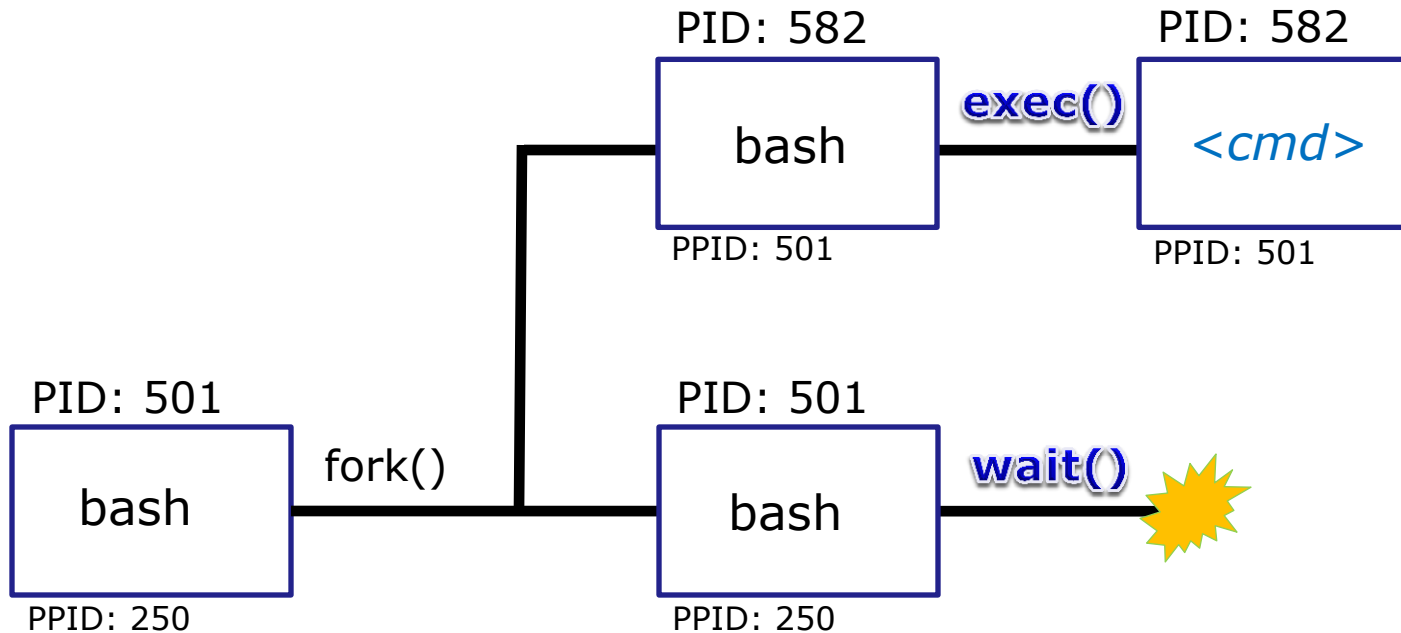 PID: 582
PID: 582
bash
exec()
<cmd>
PPID: 501
PPID: 501
PID: 501
PID: 501
bash
fork()
bash
wait()
PPID: 250
PPID: 250